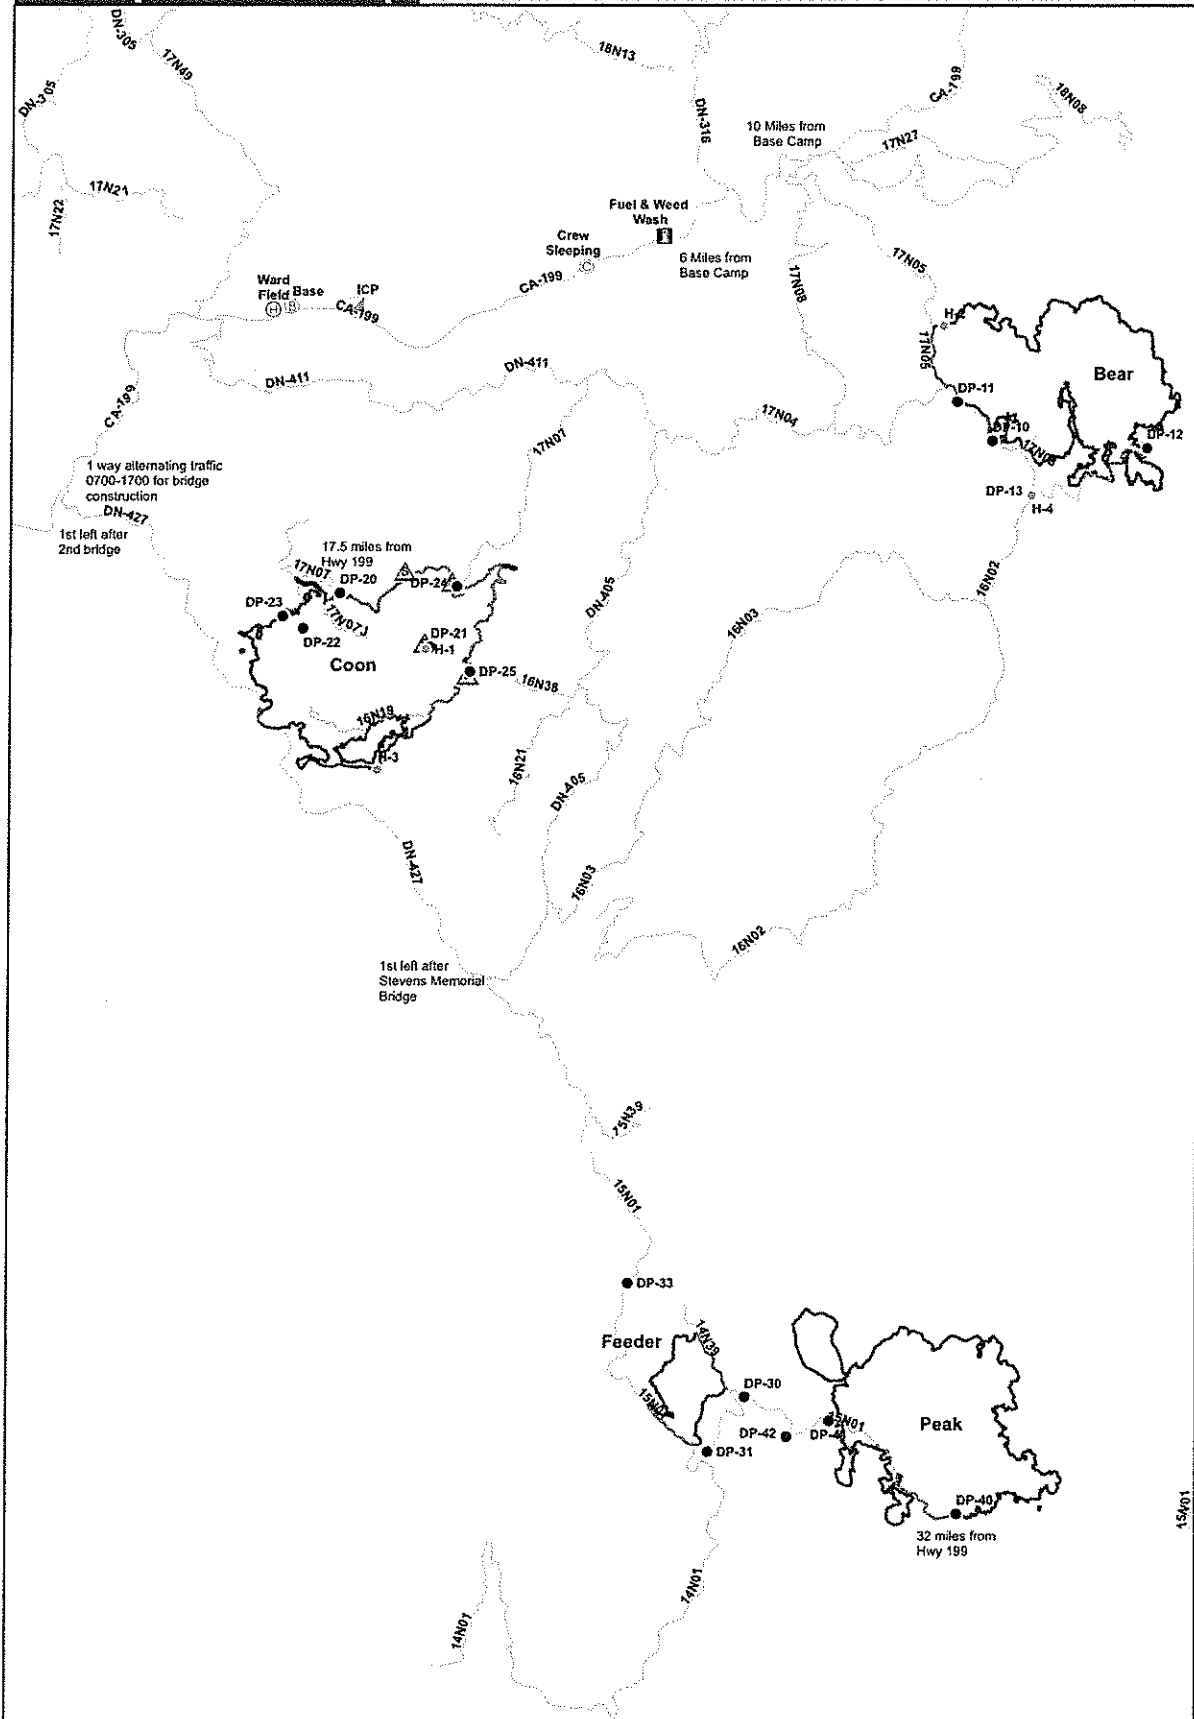 DN-305
17N49
18N13
CA-199
DN-305
DN-316
18N08
10 Miles from
Base Camp
17N27
17N21
17N22
Fuel & Weed
Wash
Crew
Sleeping
C
6 Miles from
Base Camp
17N05
17N08
CA-199
Ward
Field
Base
ICP
H
B
CA-199
17N05
Bear
DN-411
DN-411
DP-11
CA-199
17N04
DP-10
DP-12
17N07
1 way alternating traffic
0700-1700 for bridge
construction
DP-13
H-4
DN-427
1st left after
2nd bridge
17.5 miles from
Hwy 199
17N07
DP-20
DP-24
16N02
DN-405
DP-23
17N07J
16N03
DP-22
DP-21
H-1
Coon
DP-25
16N38
16N19
H-3
16N21
DN-405
DN-427
16N03
16N02
1st left after
Stevens Memorial
Bridge
15N39
15N01
DP-33
Feeder
14N39
DP-30
15N01
Peak
DP-42
DP-31
DP-40
15N01
32 miles from
Hwy 199
14N01
14N01